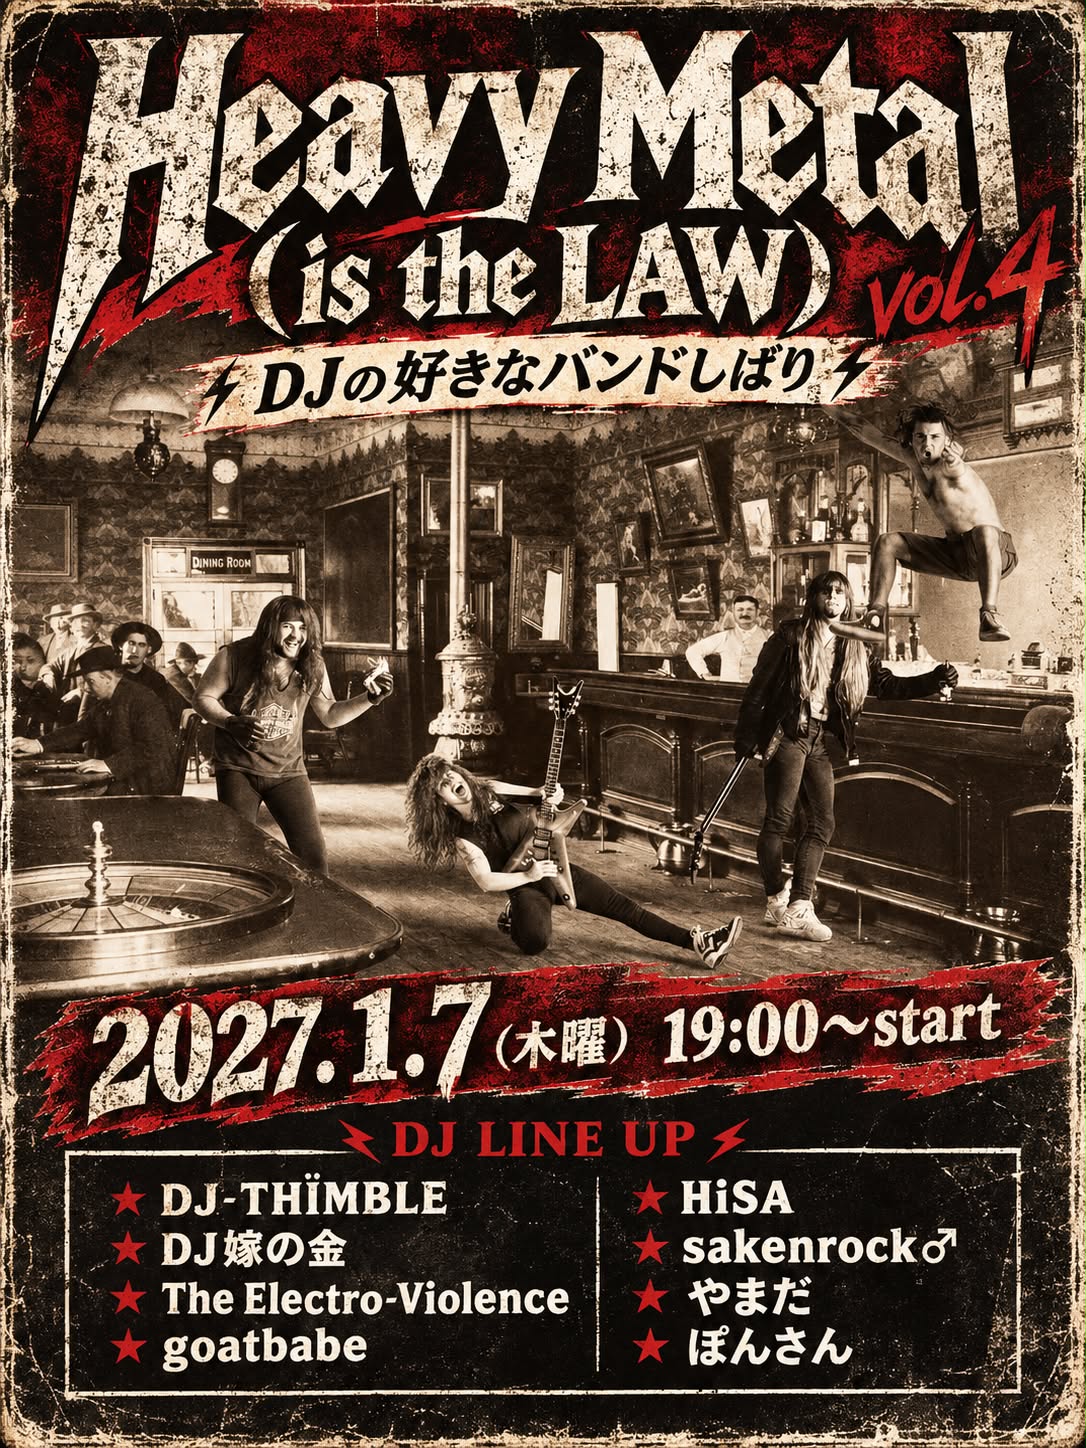 Heavy Metal
(is the LAW)
vol.4
DJの好きなバンドしばり
DINING ROOM
2027.1.7(木曜) 19:00〜start
DJ LINE UP
★ DJ-THÏMBLE
★ DJ嫁の金
★ The Electro-Violence
★ goatbabe
★ HiSA
★ sakenrock♂
★ やまだ
★ ぽんさん